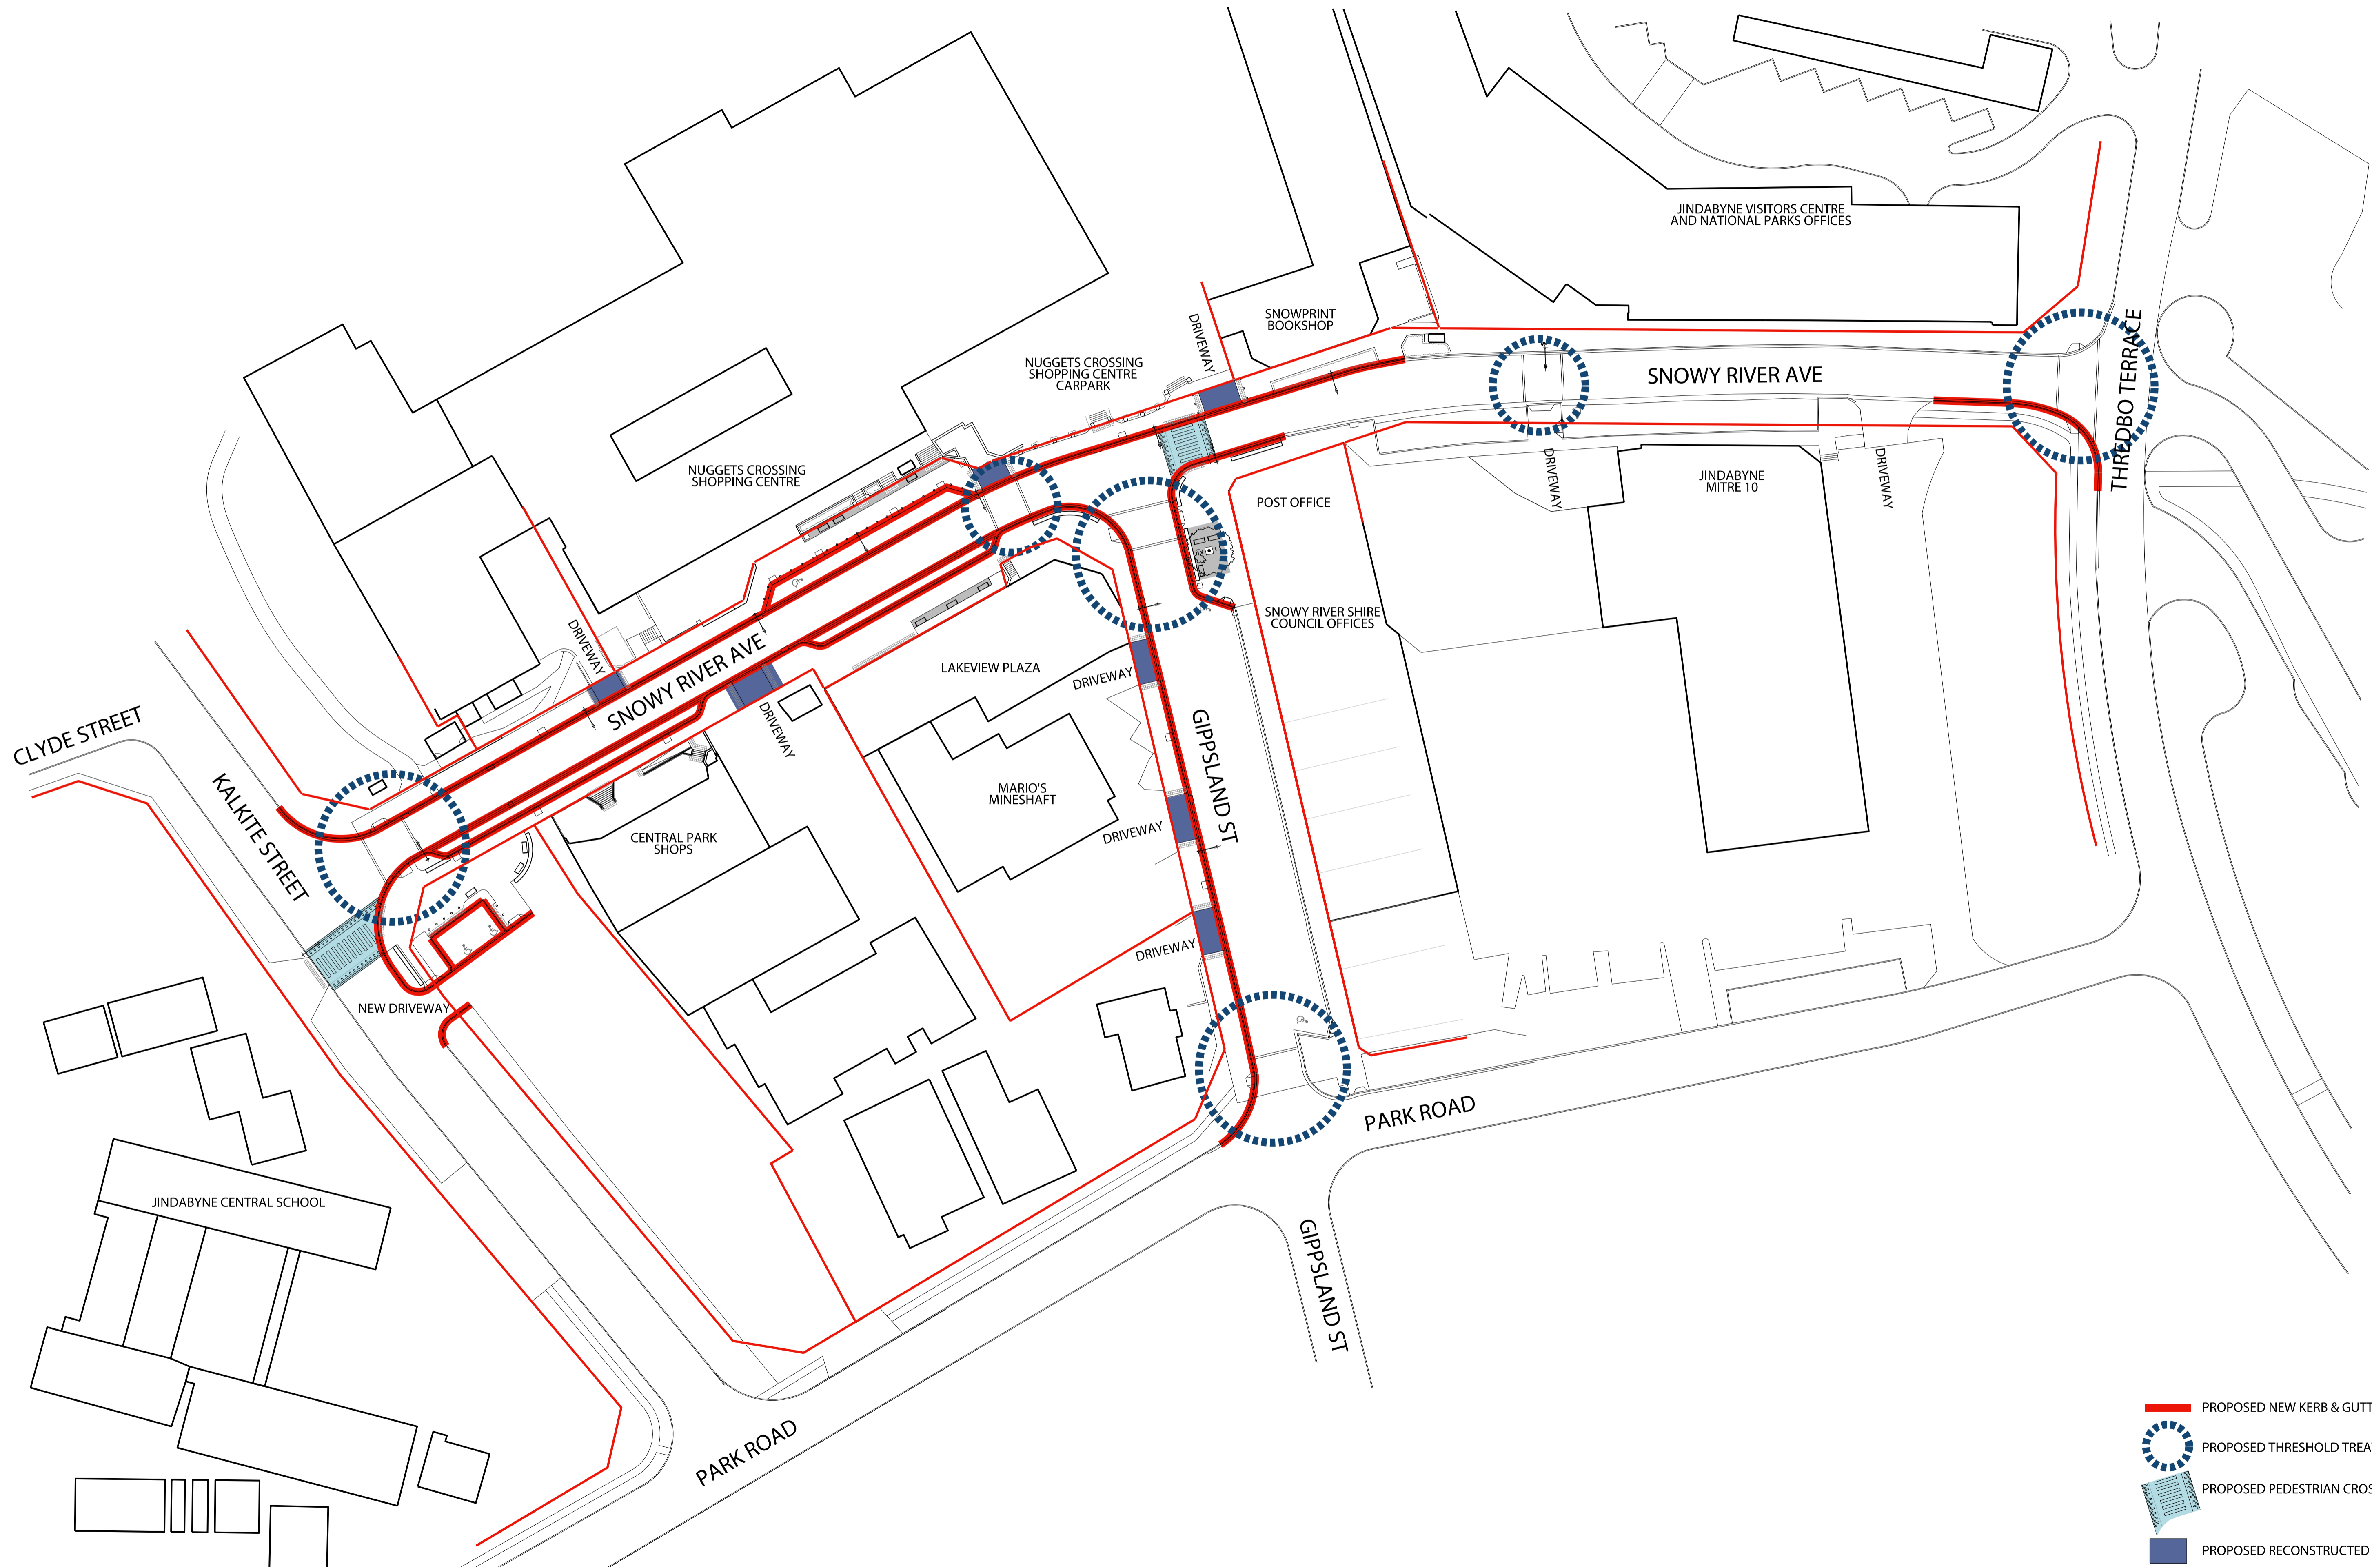 JINDABYNE VISITORS CENTRE
AND NATIONAL PARKS OFFICES
SNOWPRINT
BOOKSHOP
DRIVEWAY
NUGGETS CROSSING
SHOPPING CENTRE
CARPARK
SNOWY RIVER AVE
THREDBO TERRACE
NUGGETS CROSSING
SHOPPING CENTRE
POST OFFICE
DRIVEWAY
JINDABYNE
MITRE 10
DRIVEWAY
SNOWY RIVER SHIRE
COUNCIL OFFICES
DRIVEWAY
SNOWY RIVER AVE
LAKEVIEW PLAZA
DRIVEWAY
DRIVEWAY
GIPPSLAND ST
CLYDE STREET
KALKITE STREET
MARIO'S
MINESHAFT
CENTRAL PARK
SHOPS
DRIVEWAY
DRIVEWAY
NEW DRIVEWAY
PARK ROAD
JINDABYNE CENTRAL SCHOOL
GIPPSLAND ST
PARK ROAD
PROPOSED NEW KERB & GUTT
PROPOSED THRESHOLD TREA
PROPOSED PEDESTRIAN CROS
PROPOSED RECONSTRUCTED